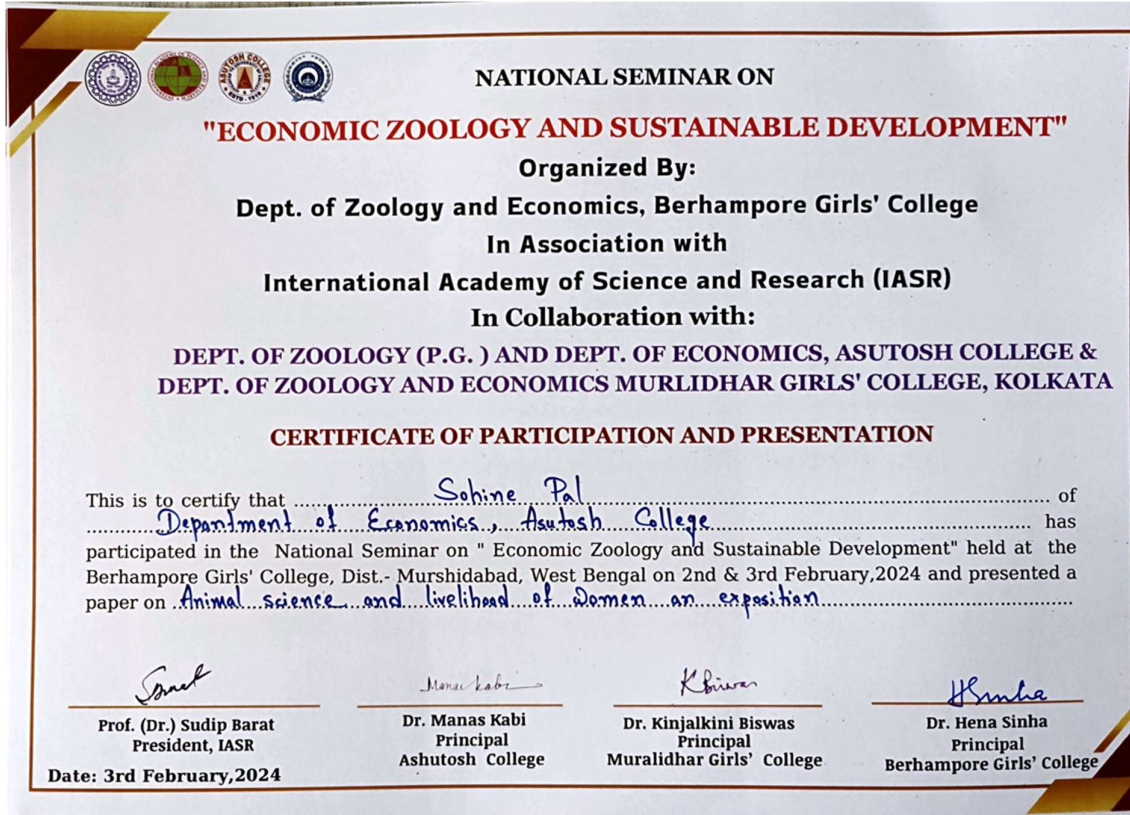 NATIONAL SEMINAR ON
"ECONOMIC ZOOLOGY AND SUSTAINABLE DEVELOPMENT"
Organized By:
Dept. of Zoology and Economics, Berhampore Girls' College
In Association with
International Academy of Science and Research (IASR)
In Collaboration with:
DEPT. OF ZOOLOGY (P.G. ) AND DEPT. OF ECONOMICS, ASUTOSH COLLEGE &
DEPT. OF ZOOLOGY AND ECONOMICS MURLIDHAR GIRLS' COLLEGE, KOLKATA
CERTIFICATE OF PARTICIPATION AND PRESENTATION
This is to certify that Sohine Pal of
Department of Economics, Asutosh College has
participated in the National Seminar on " Economic Zoology and Sustainable Development" held at the
Berhampore Girls' College, Dist.- Murshidabad, West Bengal on 2nd & 3rd February,2024 and presented a
paper on Animal science and livelihood of women an exposition
Manas Kabi KBiswas HSinha
Prof. (Dr.) Sudip Barat
President, IASR
Dr. Manas Kabi
Principal
Ashutosh College
Dr. Kinjalkini Biswas
Principal
Muralidhar Girls' College
Dr. Hena Sinha
Principal
Berhampore Girls' College
Date: 3rd February,2024
ASUTOSH COLLEGE